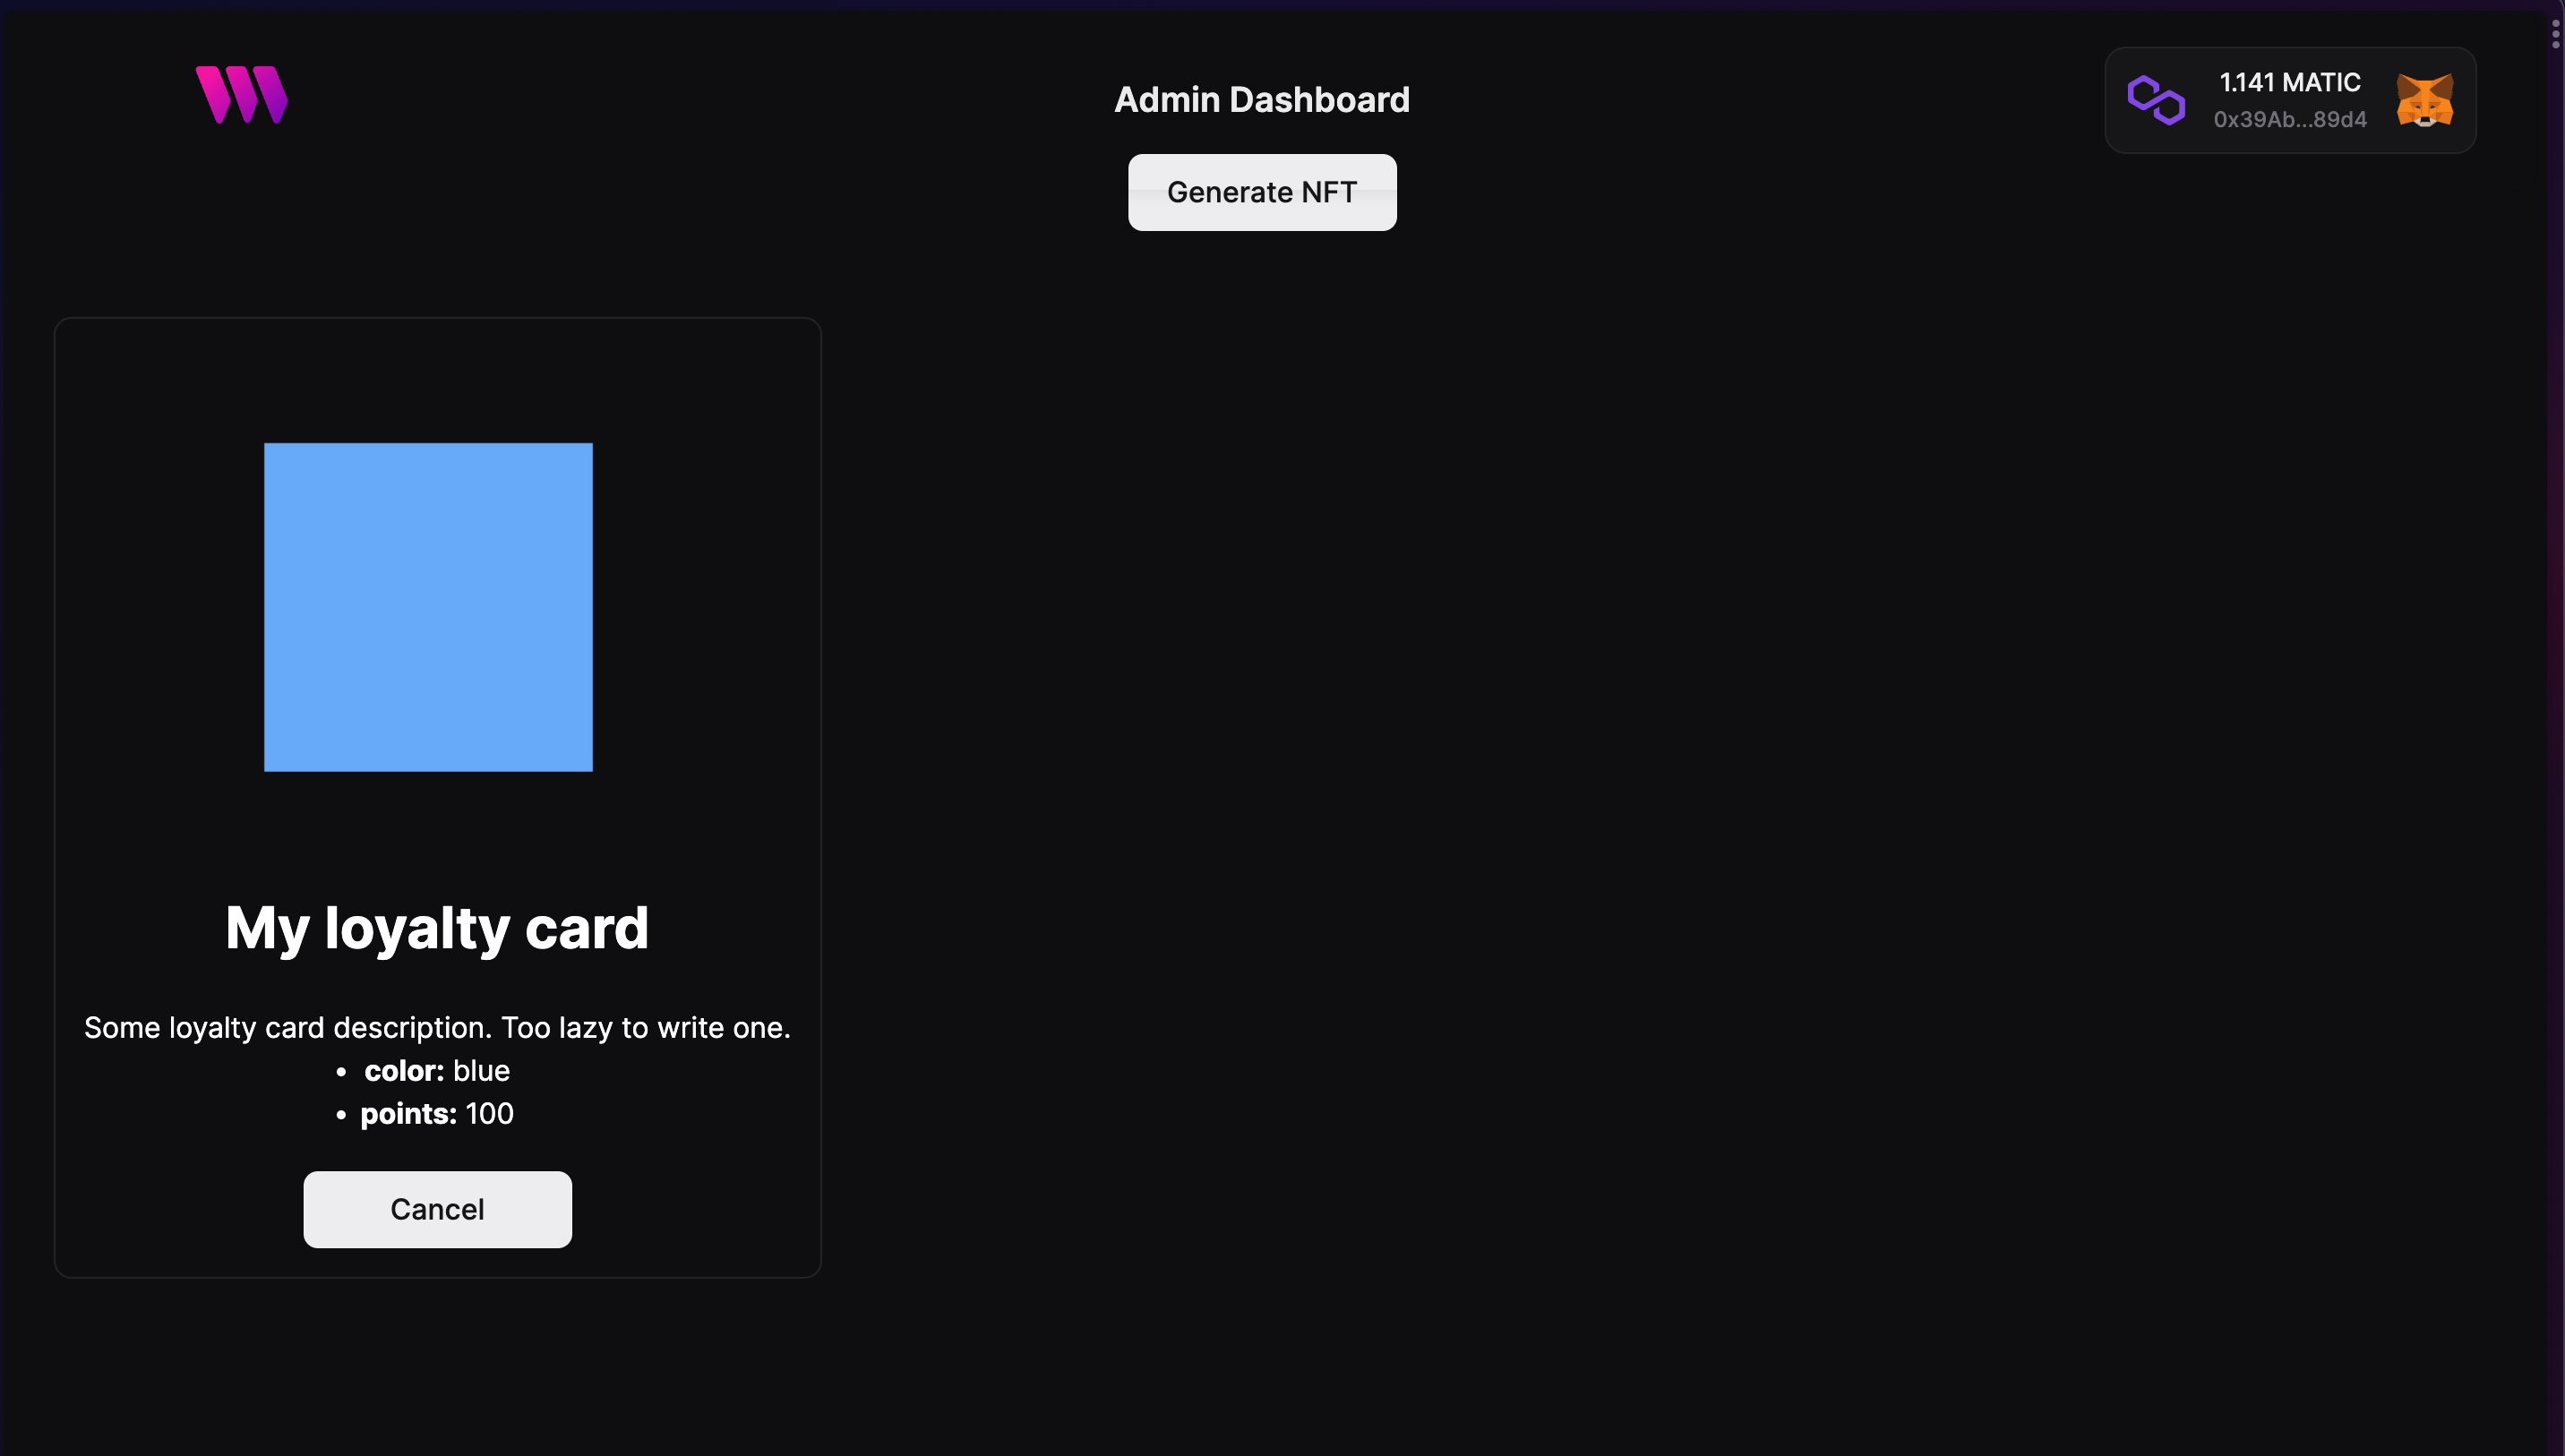 Admin Dashboard
1.141 MATIC
0x39Ab...89d4
Generate NFT
My loyalty card
Some loyalty card description. Too lazy to write one.
• color: blue
• points: 100
Cancel